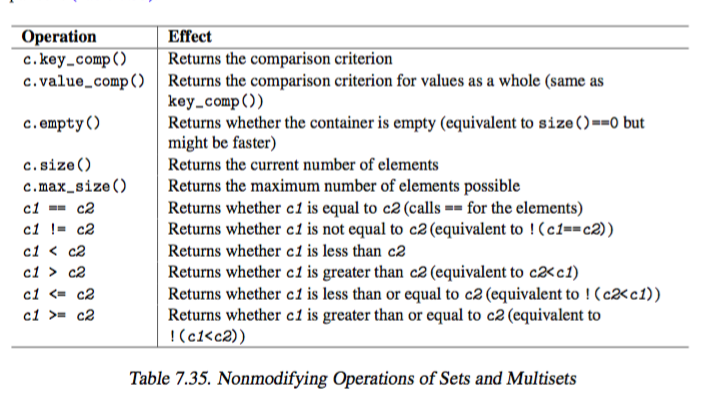 Operation Effect
c.key_comp() Returns the comparison criterion
c.value_comp() Returns the comparison criterion for values as a whole (same as
key_comp())
c.empty() Returns whether the container is empty (equivalent to size()==0 but
might be faster)
c.size() Returns the current number of elements
c.max_size() Returns the maximum number of elements possible
c1 == c2 Returns whether c1 is equal to c2 (calls == for the elements)
c1 != c2 Returns whether c1 is not equal to c2 (equivalent to !(c1==c2))
c1 < c2 Returns whether c1 is less than c2
c1 > c2 Returns whether c1 is greater than c2 (equivalent to c2<c1)
c1 <= c2 Returns whether c1 is less than or equal to c2 (equivalent to !(c2<c1))
c1 >= c2 Returns whether c1 is greater than or equal to c2 (equivalent to
!(c1<c2))
Table 7.35. Nonmodifying Operations of Sets and Multisets